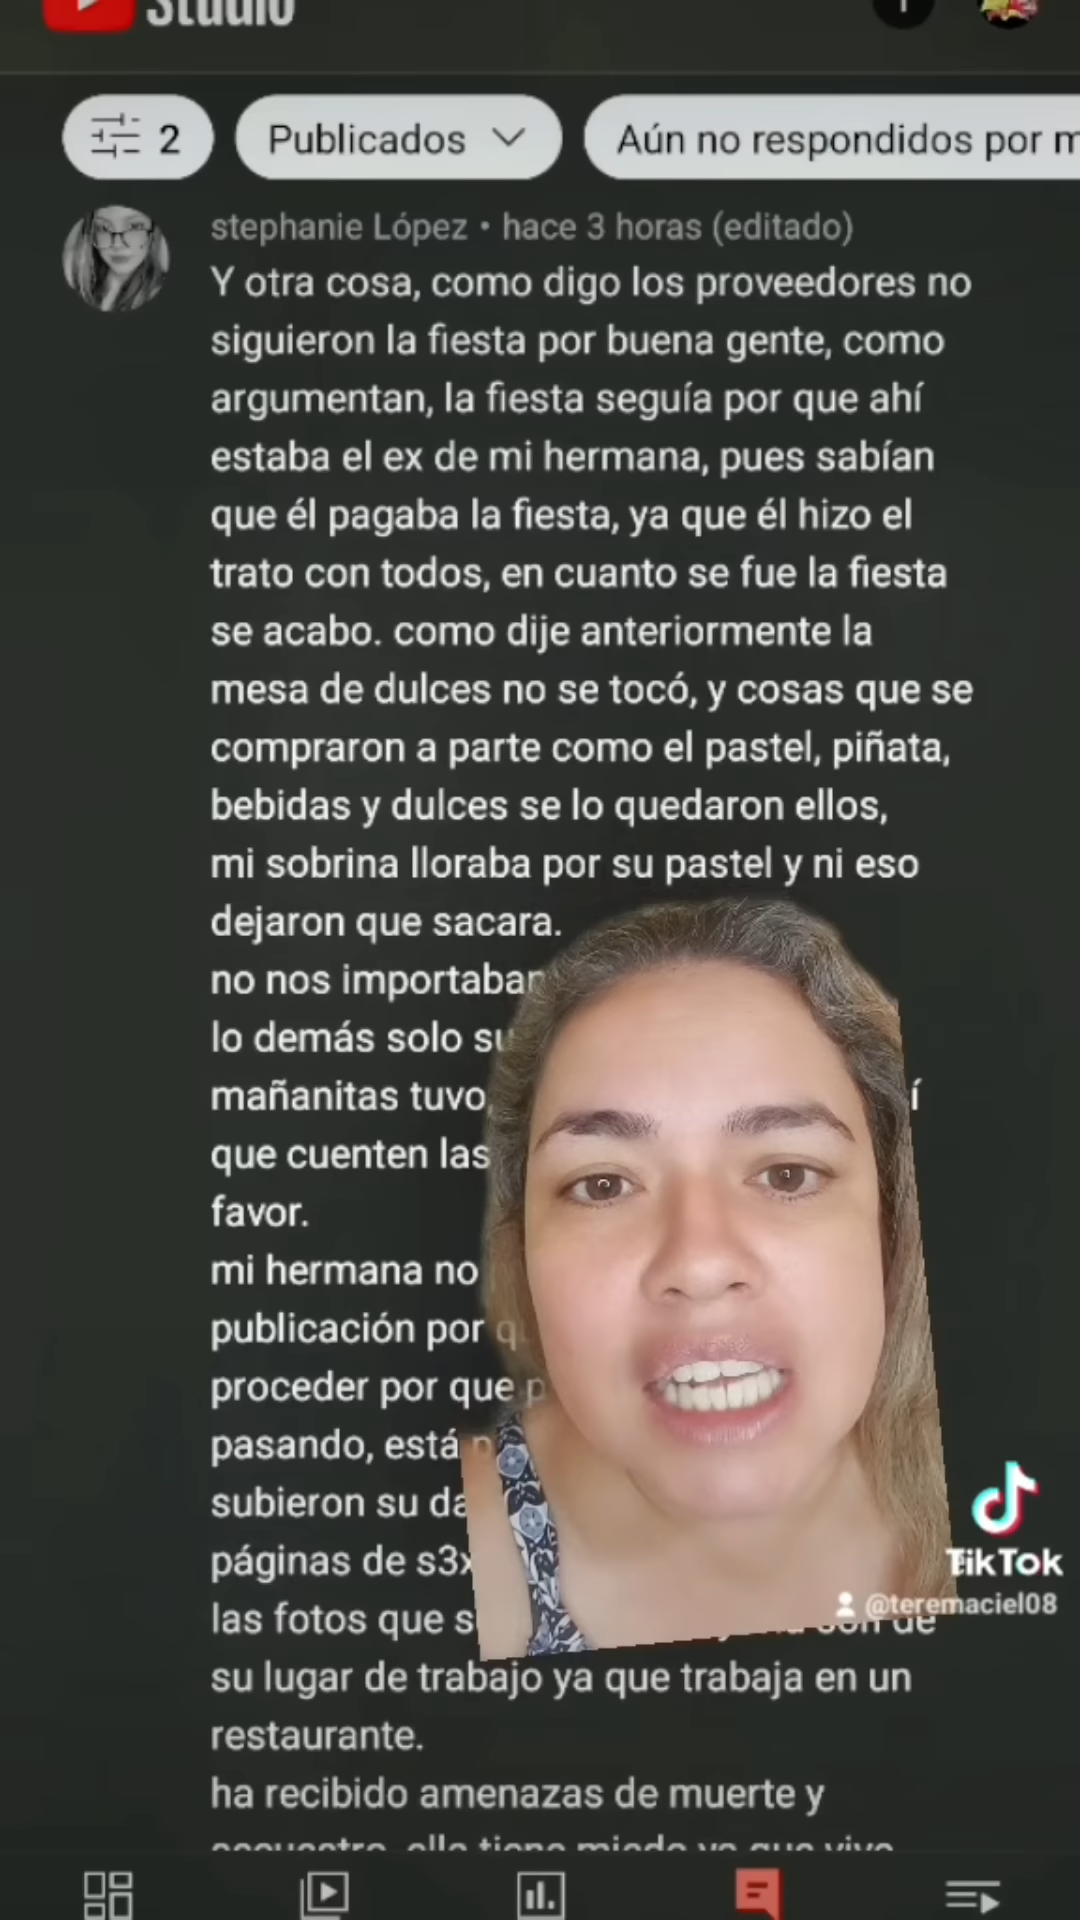 Studio
2
Publicados
Aún no respondidos por m
stephanie López • hace 3 horas (editado)
Y otra cosa, como digo los proveedores no
siguieron la fiesta por buena gente, como
argumentan, la fiesta seguía por que ahí
estaba el ex de mi hermana, pues sabían
que él pagaba la fiesta, ya que él hizo el
trato con todos, en cuanto se fue la fiesta
se acabo. como dije anteriormente la
mesa de dulces no se tocó, y cosas que se
compraron a parte como el pastel, piñata,
bebidas y dulces se lo quedaron ellos,
mi sobrina lloraba por su pastel y ni eso
dejaron que sacara.
no nos importaban
lo demás solo su
mañanitas tuvo, í
que cuenten las
favor.
mi hermana no
publicación por q
proceder por que p
pasando, está p
subieron su da
páginas de s3x
las fotos que s son de
su lugar de trabajo ya que trabaja en un
restaurante.
ha recibido amenazas de muerte y
TikTok
@teremaciel08